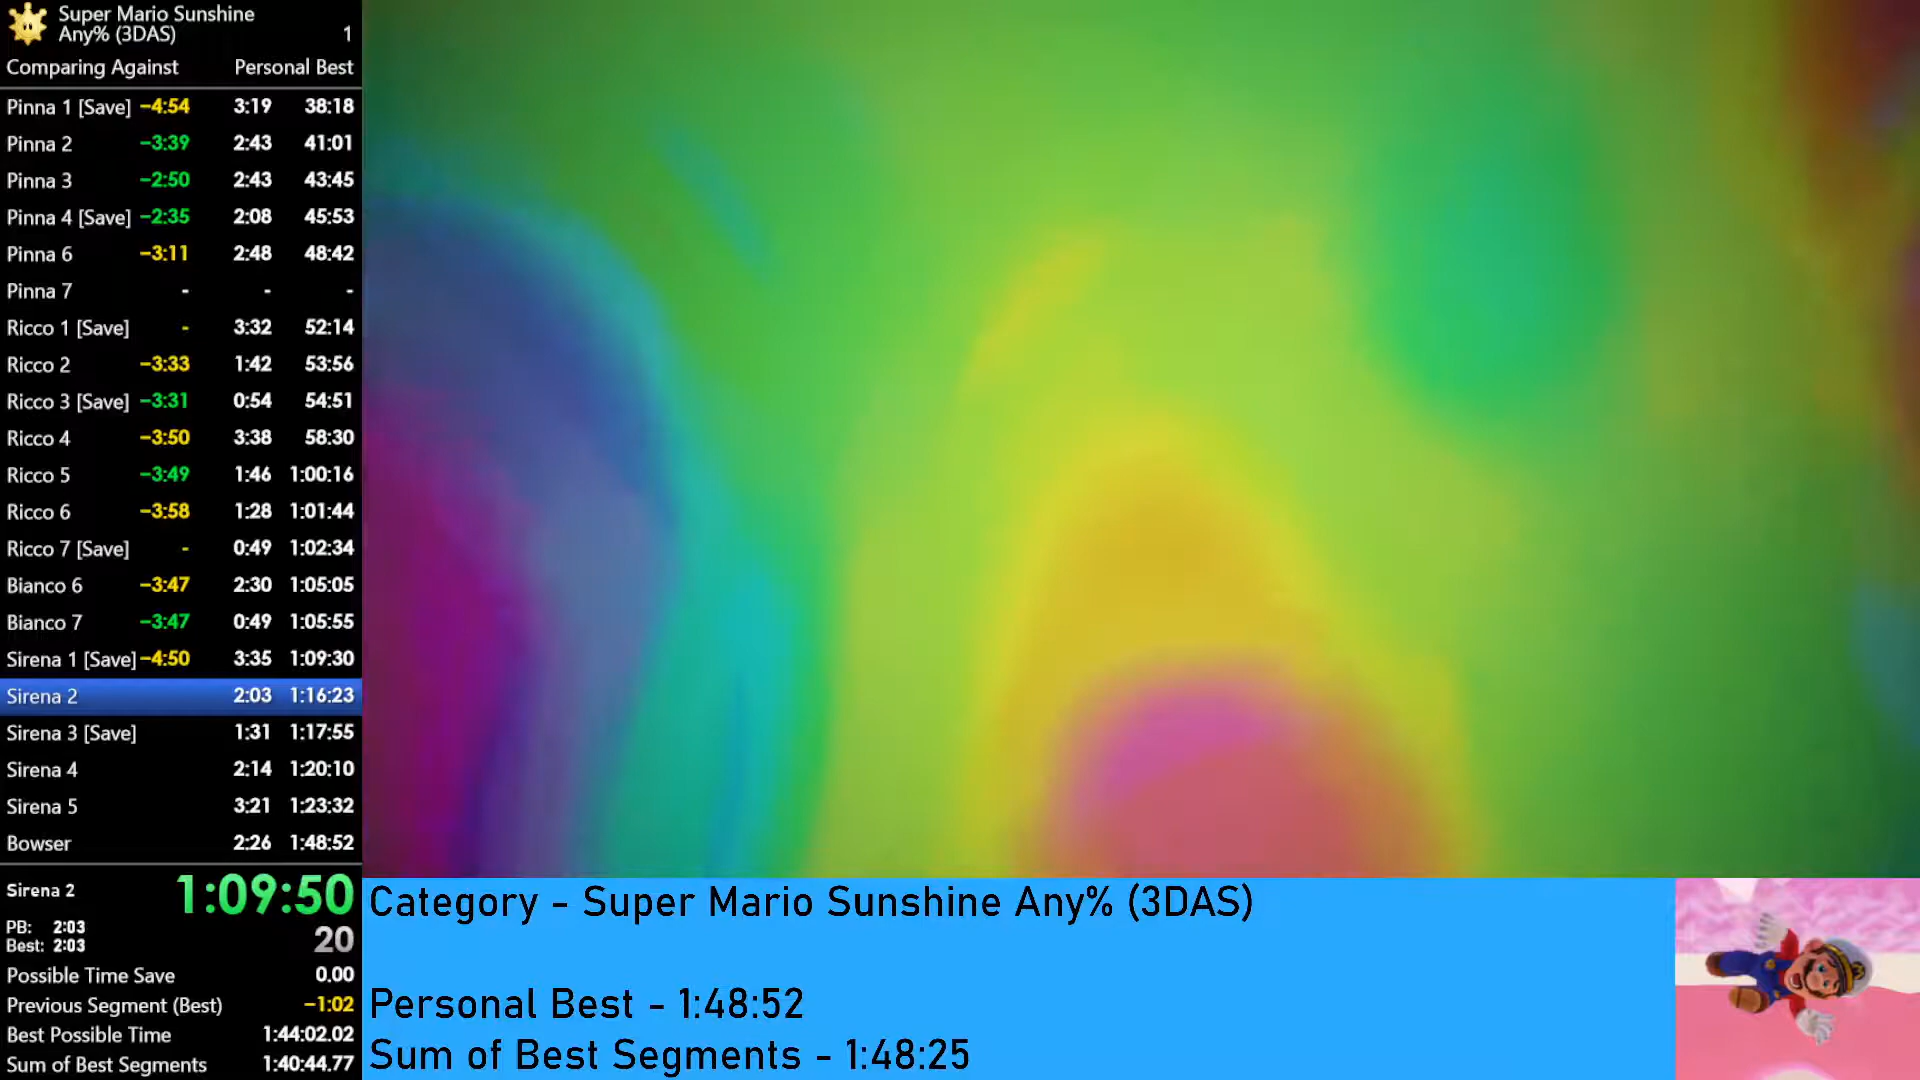 Super Mario Sunshine
Any% (3DAS) 1
Comparing Against Personal Best
Pinna 1 [Save] −4:54 3:19 38:18
Pinna 2 −3:39 2:43 41:01
Pinna 3 −2:50 2:43 43:45
Pinna 4 [Save] −2:35 2:08 45:53
Pinna 6 −3:11 2:48 48:42
Pinna 7 - - -
Ricco 1 [Save] - 3:32 52:14
Ricco 2 −3:33 1:42 53:56
Ricco 3 [Save] −3:31 0:54 54:51
Ricco 4 −3:50 3:38 58:30
Ricco 5 −3:49 1:46 1:00:16
Ricco 6 −3:58 1:28 1:01:44
Ricco 7 [Save] - 0:49 1:02:34
Bianco 6 −3:47 2:30 1:05:05
Bianco 7 −3:47 0:49 1:05:55
Sirena 1 [Save] −4:50 3:35 1:09:30
Sirena 2 2:03 1:16:23
Sirena 3 [Save] 1:31 1:17:55
Sirena 4 2:14 1:20:10
Sirena 5 3:21 1:23:32
Bowser 2:26 1:48:52
Sirena 2 1:09:50
PB: 2:03
Best: 2:03 20
Possible Time Save 0.00
Previous Segment (Best) −1:02
Best Possible Time 1:44:02.02
Sum of Best Segments 1:40:44.77
Category - Super Mario Sunshine Any% (3DAS)
Personal Best - 1:48:52
Sum of Best Segments - 1:48:25